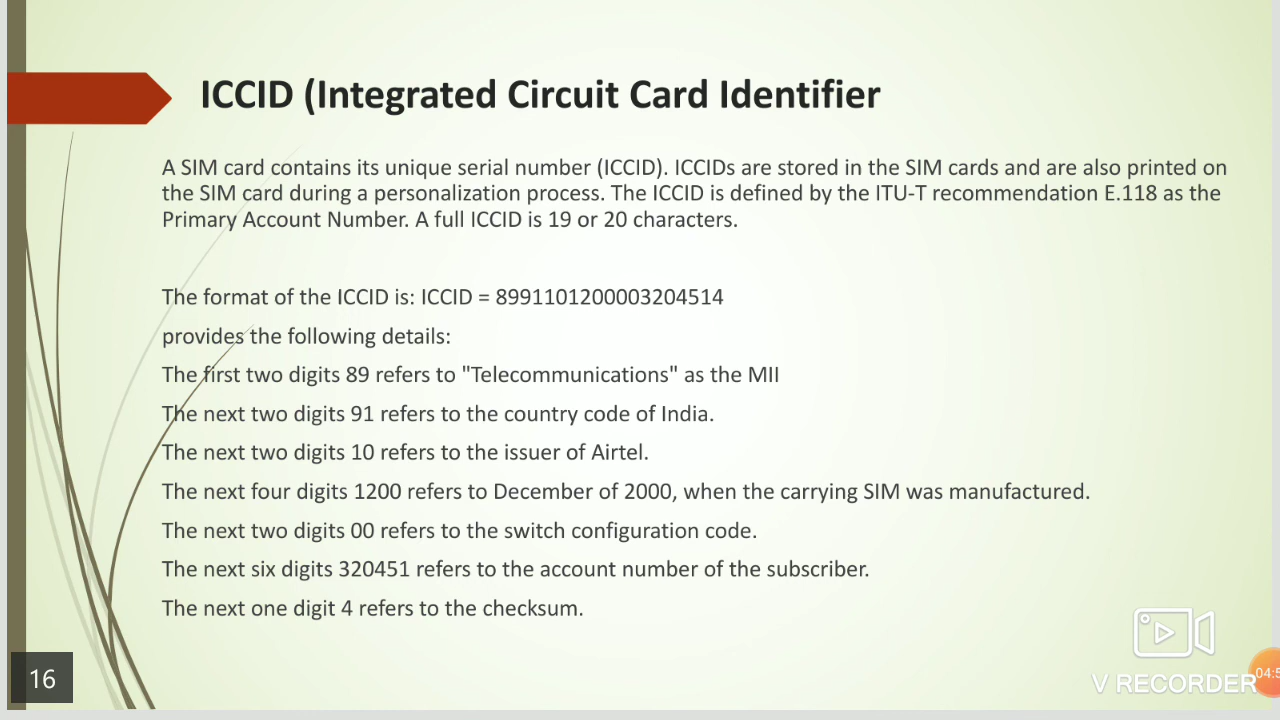 ICCID (Integrated Circuit Card Identifier
A SIM card contains its unique serial number (ICCID). ICCIDs are stored in the SIM cards and are also printed on
the SIM card during a personalization process. The ICCID is defined by the ITU-T recommendation E.118 as the
Primary Account Number. A full ICCID is 19 or 20 characters.
The format of the ICCID is: ICCID = 8991101200003204514
provides the following details:
The first two digits 89 refers to "Telecommunications" as the MII
The next two digits 91 refers to the country code of India.
The next two digits 10 refers to the issuer of Airtel.
The next four digits 1200 refers to December of 2000, when the carrying SIM was manufactured.
The next two digits 00 refers to the switch configuration code.
The next six digits 320451 refers to the account number of the subscriber.
The next one digit 4 refers to the checksum.
16
V RECORDER